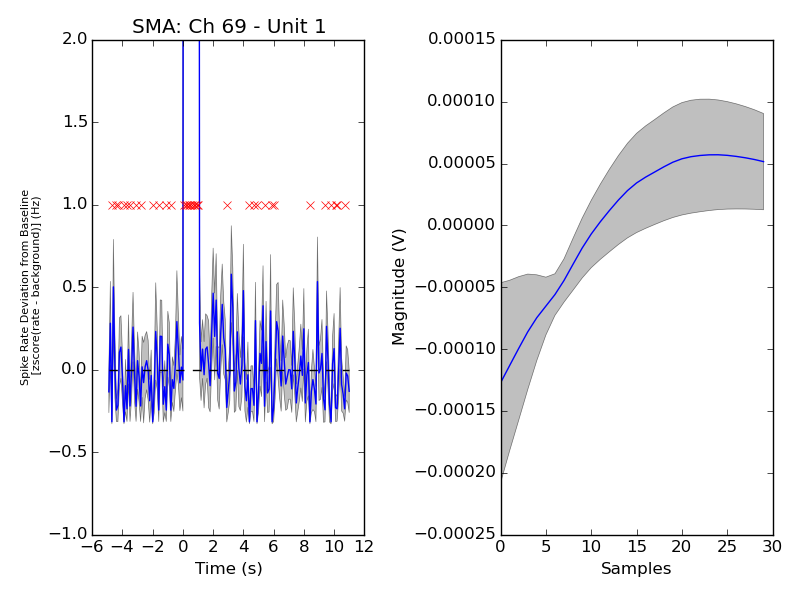 SMA: Ch 69 - Unit 1
2.0
1.5
1.0
0.5
0.0
−0.5
−1.0
−6 −4 −2 0 2 4 6 8 10 12
Time (s)
Spike Rate Deviation from Baseline
[zscore(rate - background)] (Hz)
0.00015
0.00010
0.00005
0.00000
−0.00005
−0.00010
−0.00015
−0.00020
−0.00025
0 5 10 15 20 25 30
Samples
Magnitude (V)